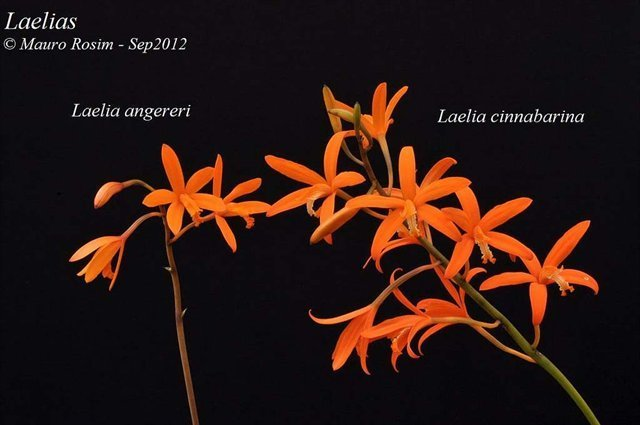 Laelias
© Mauro Rosim - Sep2012
Laelia angereri
Laelia cinnabarina